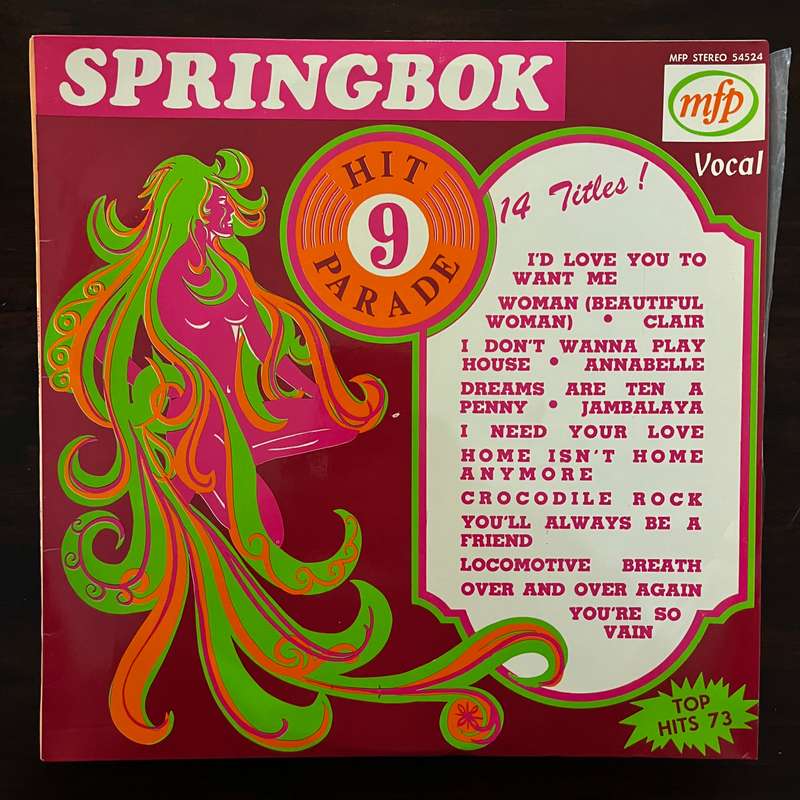 SPRINGBOK
MFP STEREO 54524
mfp
Vocal
HIT
9
PARADE
14 Titles!
I'D LOVE YOU TO
WANT ME
WOMAN (BEAUTIFUL
WOMAN) • CLAIR
I DON'T WANNA PLAY
HOUSE • ANNABELLE
DREAMS ARE TEN A
PENNY • JAMBALAYA
I NEED YOUR LOVE
HOME ISN'T HOME
ANYMORE
CROCODILE ROCK
YOU'LL ALWAYS BE A
FRIEND
LOCOMOTIVE BREATH
OVER AND OVER AGAIN
YOU'RE SO
VAIN
TOP
HITS 73